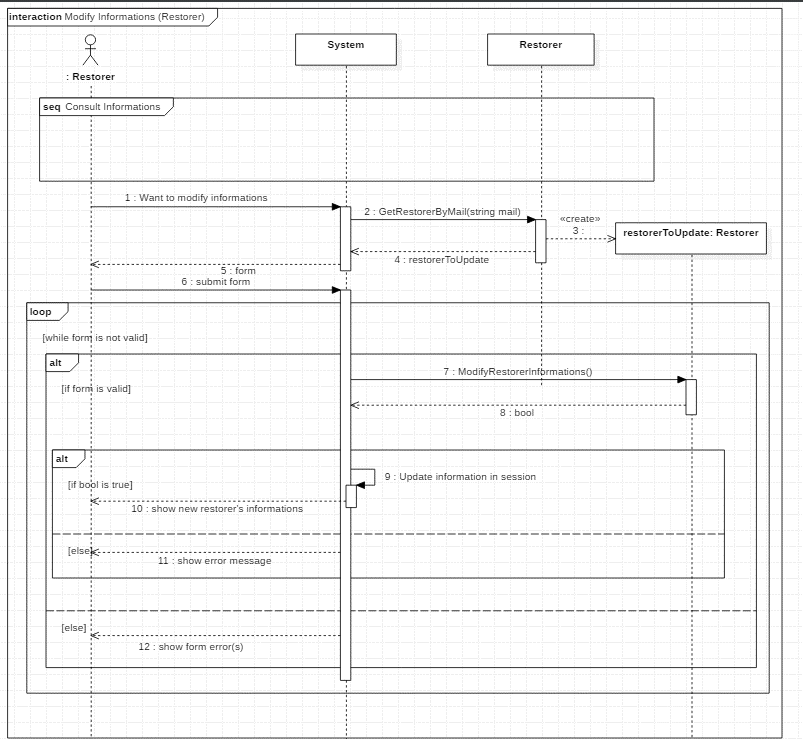 interaction Modify Informations (Restorer)
System
Restorer
: Restorer
seq Consult Informations
1 : Want to modify informations
2 : GetRestorerByMail(string mail)
«create»
3 :
restorerToUpdate: Restorer
4 : restorerToUpdate
5 : form
6 : submit form
loop
[while form is not valid]
alt
[if form is valid]
7 : ModifyRestorerInformations()
8 : bool
alt
[if bool is true]
9 : Update information in session
10 : show new restorer's informations
[else]
11 : show error message
[else]
12 : show form error(s)